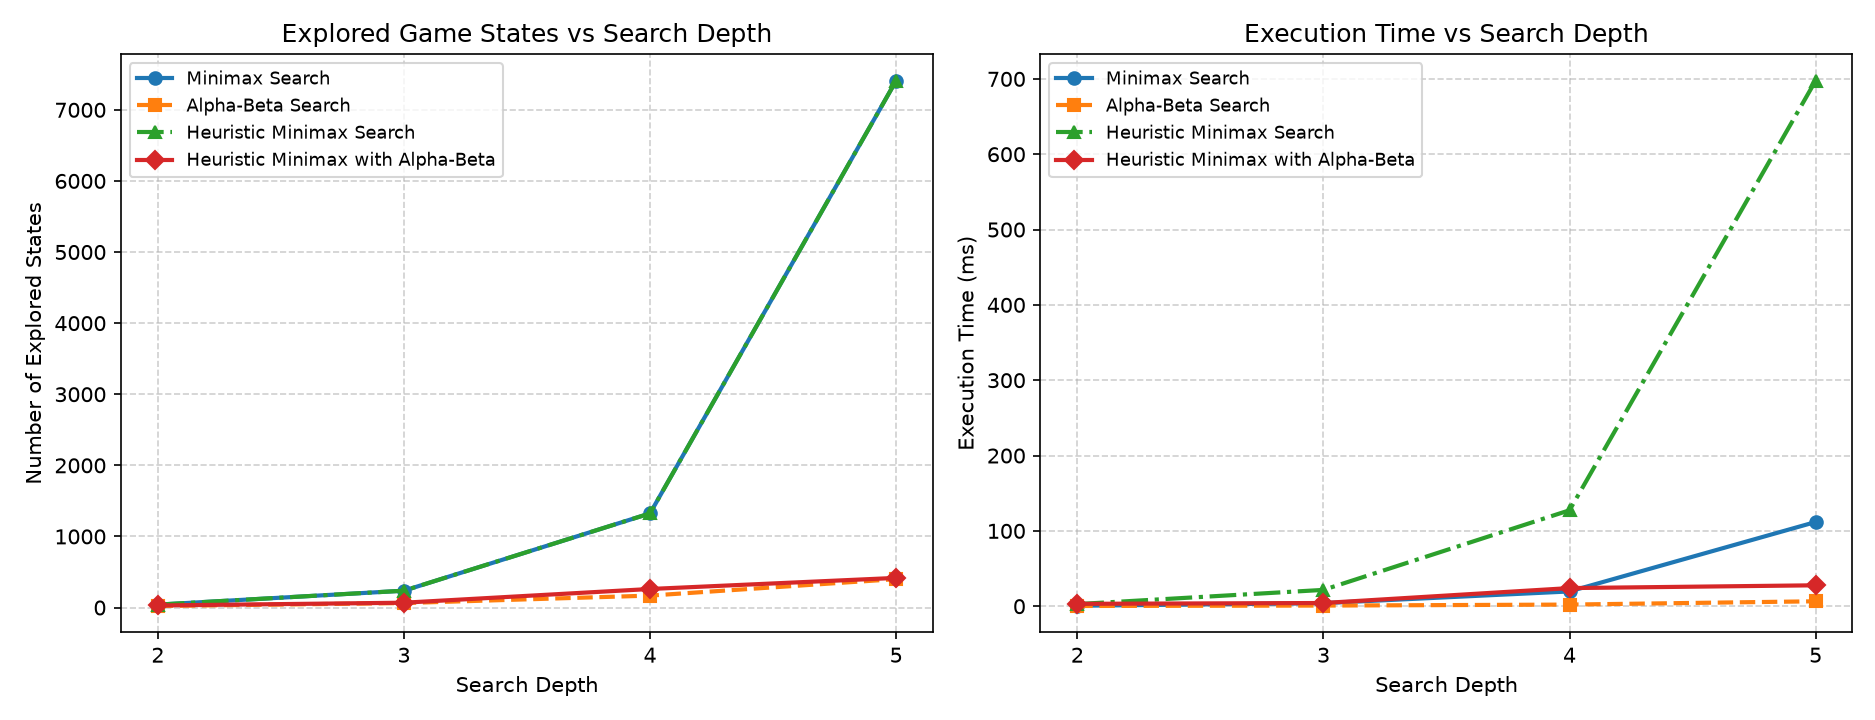 Explored Game States vs Search Depth
Minimax Search
Alpha-Beta Search
Heuristic Minimax Search
Heuristic Minimax with Alpha-Beta
Number of Explored States
7000
6000
5000
4000
3000
2000
1000
0
2 3 4 5
Search Depth
Execution Time vs Search Depth
Minimax Search
Alpha-Beta Search
Heuristic Minimax Search
Heuristic Minimax with Alpha-Beta
Execution Time (ms)
700
600
500
400
300
200
100
0
2 3 4 5
Search Depth